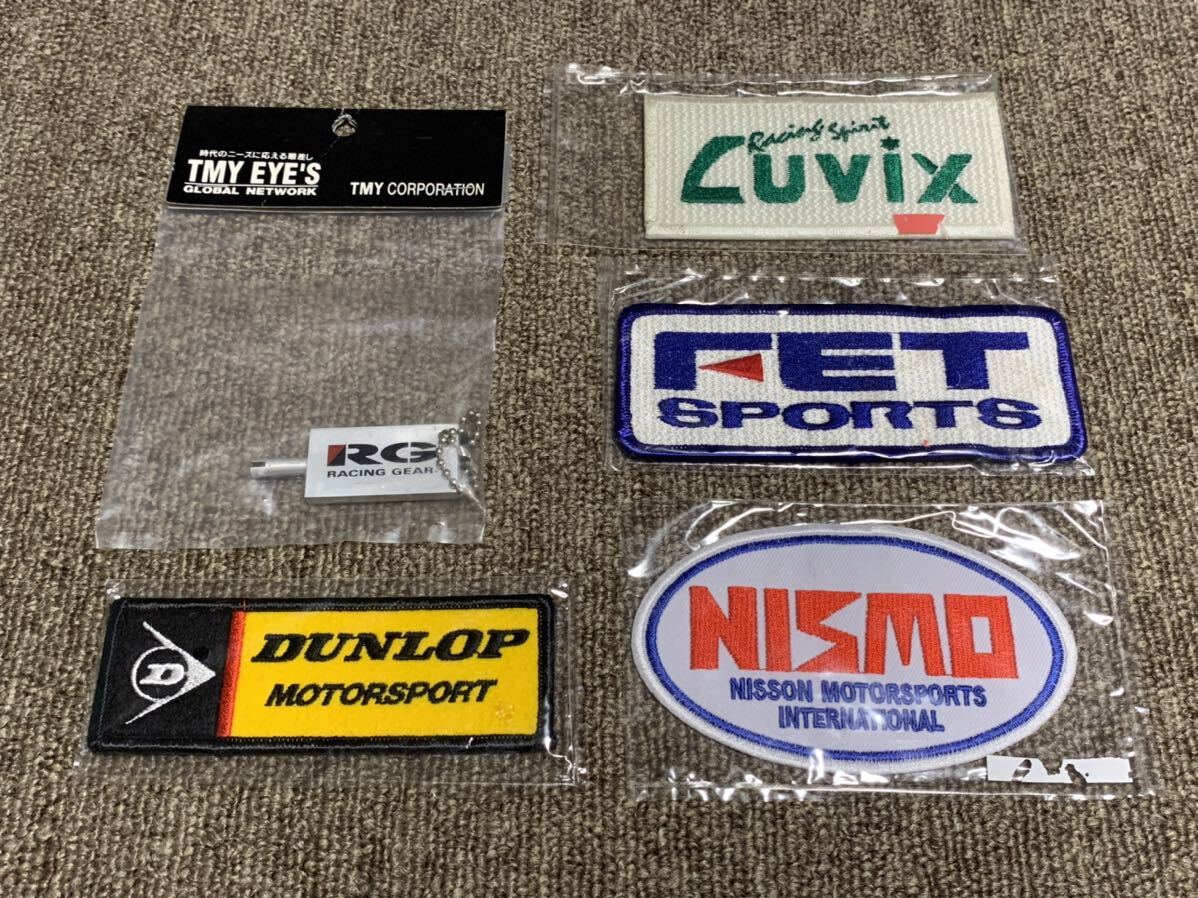 時代のニーズに応える眼差し
TMY EYE'S
GLOBAL NETWORK
TMY CORPORATION
RG
RACING GEAR
Racing Spirit
Cuvix
FET
SPORTS
D
DUNLOP
MOTORSPORT
NISMO
NISSON MOTORSPORTS
INTERNATIONAL